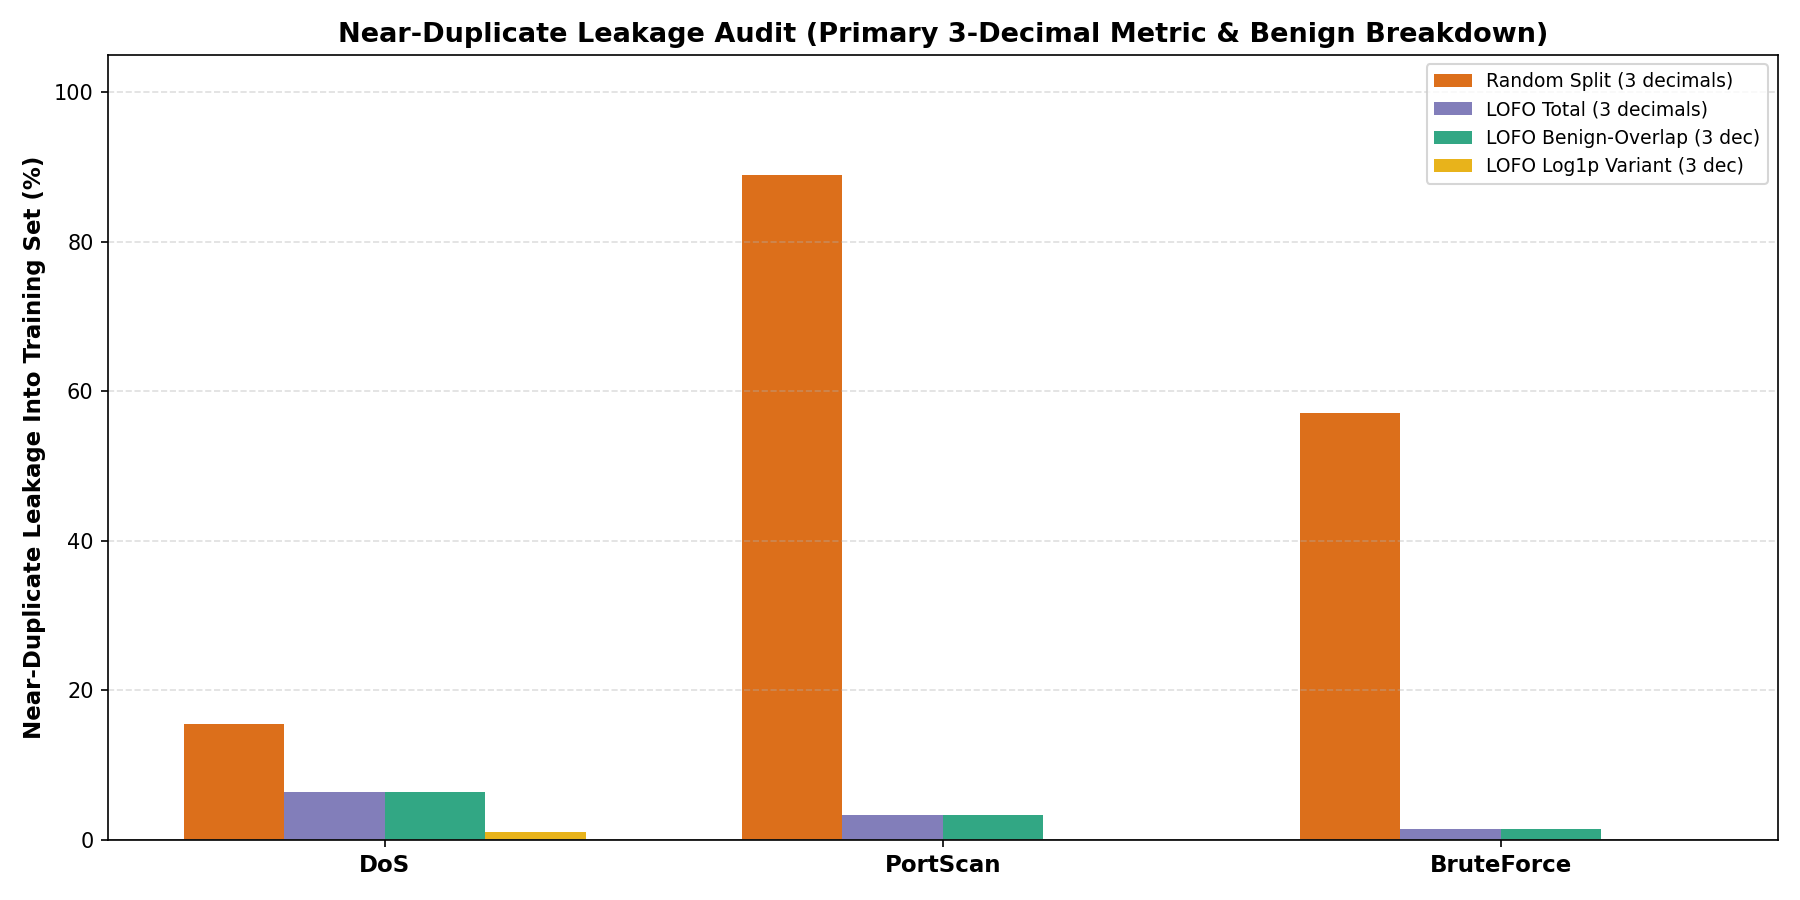 Near-Duplicate Leakage Audit (Primary 3-Decimal Metric & Benign Breakdown)
Near-Duplicate Leakage Into Training Set (%)
100
80
60
40
20
0
Random Split (3 decimals)
LOFO Total (3 decimals)
LOFO Benign-Overlap (3 dec)
LOFO Log1p Variant (3 dec)
DoS
PortScan
BruteForce